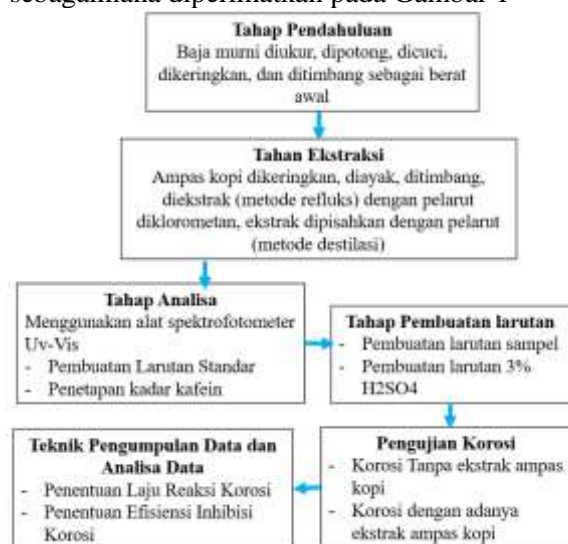 sebagaimana diperlihatkan pada Gambar 1
Tahap Pendahuluan
Baja murni diukur, dipotong, dicuci,
dikeringkan, dan ditimbang sebagai berat
awal
Tahan Ekstraksi
Ampas kopi dikeringkan, diayak, ditimbang,
diekstrak (metode refluks) dengan pelarut
diklorometan, ekstrak dipisahkan dengan pelarut
(metode destilasi)
Tahap Analisa
Menggunakan alat spektrofotometer
Uv-Vis
- Pembuatan Larutan Standar
- Penetapan kadar kafein
Tahap Pembuatan larutan
- Pembuatan larutan sampel
- Pembuatan larutan 3%
H2SO4
Pengujian Korosi
- Korosi Tanpa ekstrak ampas
kopi
- Korosi dengan adanya
ekstrak ampas kopi
Teknik Pengumpulan Data dan
Analisa Data
- Penentuan Laju Reaksi Korosi
- Penentuan Efisiensi Inhibisi
Korosi